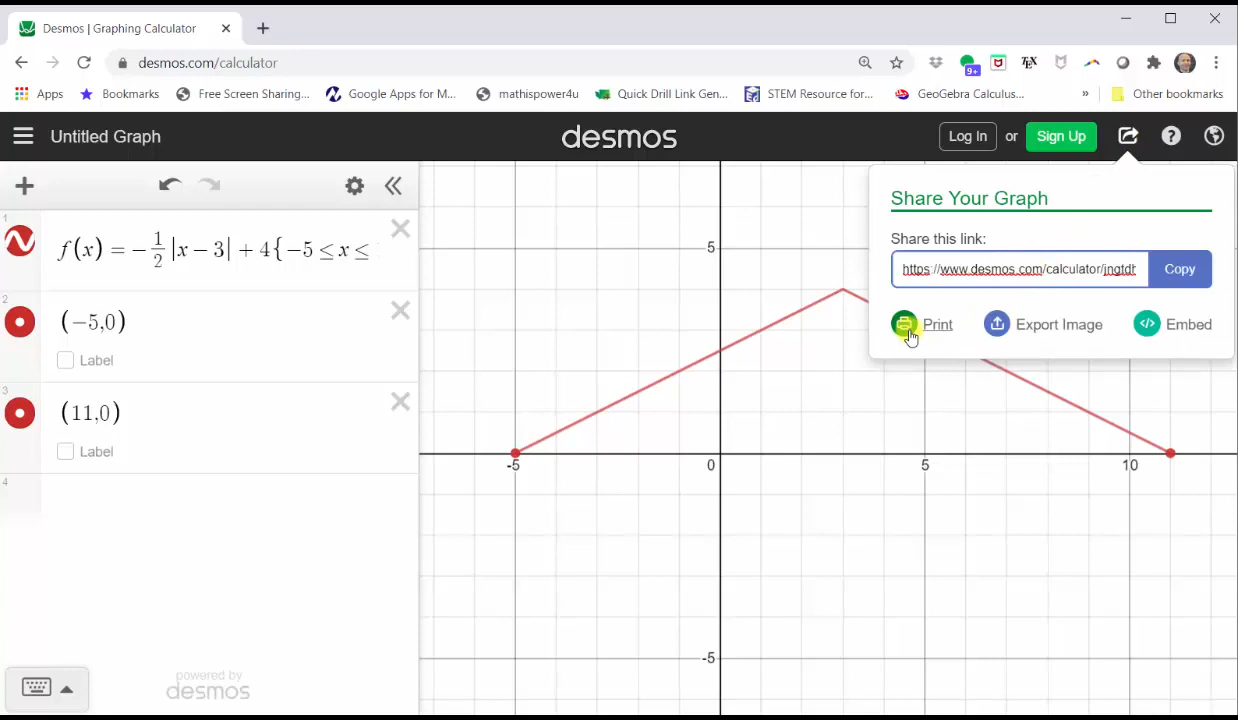 Desmos | Graphing Calculator
desmos.com/calculator
9+
TEX
Apps Bookmarks Free Screen Sharing... Google Apps for M... mathispower4u Quick Drill Link Gen... STEM Resource for... GeoGebra Calculus... » Other bookmarks
Untitled Graph desmos Log In or Sign Up ?
Share Your Graph
Share this link:
https://www.desmos.com/calculator/jngtdh Copy
Print Export Image Embed
1
f(x) = -1/2|x-3|+4{-5≤x≤
2
(-5,0)
Label
3
(11,0)
Label
4
powered by
desmos
5
-5 0 5 10
-5